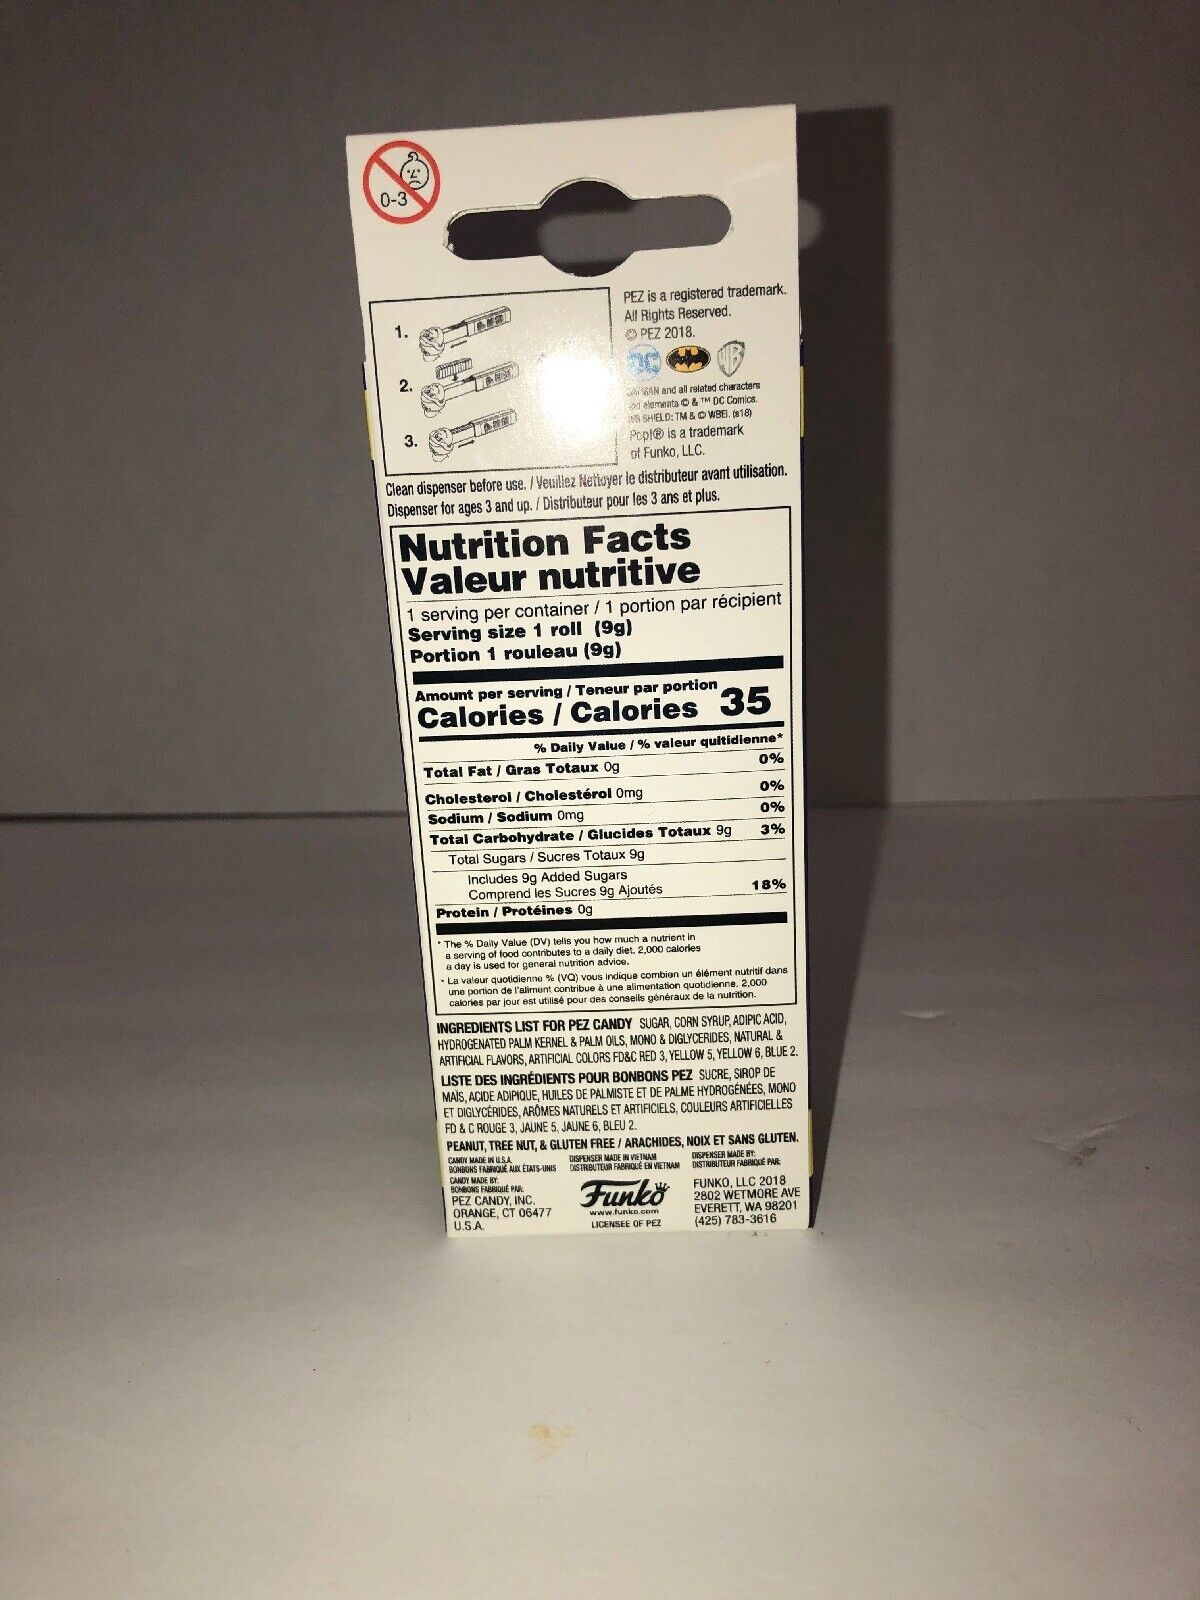 0-3
1.
2.
3.
PEZ is a registered trademark.
All Rights Reserved.
© PEZ 2018.
DC
WB
BATMAN and all related characters
and elements © & ™ DC Comics.
WB SHIELD: TM & © WBEI. (s18)
Pop!® is a trademark
of Funko, LLC.
Clean dispenser before use. / Veuillez Nettoyer le distributeur avant utilisation.
Dispenser for ages 3 and up. / Distributeur pour les 3 ans et plus.
Nutrition Facts
Valeur nutritive
1 serving per container / 1 portion par récipient
Serving size 1 roll (9g)
Portion 1 rouleau (9g)
Amount per serving / Teneur par portion
Calories / Calories 35
% Daily Value / % valeur quitidienne*
Total Fat / Gras Totaux 0g 0%
Cholesterol / Cholestérol 0mg 0%
Sodium / Sodium 0mg 0%
Total Carbohydrate / Glucides Totaux 9g 3%
Total Sugars / Sucres Totaux 9g
Includes 9g Added Sugars
Comprend les Sucres 9g Ajoutés 18%
Protein / Protéines 0g
* The % Daily Value (DV) tells you how much a nutrient in
a serving of food contributes to a daily diet. 2,000 calories
a day is used for general nutrition advice.
* La valeur quotidienne % (VQ) vous indique combien un élément nutritif dans
une portion de l'aliment contribue à une alimentation quotidienne. 2,000
calories par jour est utilisé pour des conseils généraux de la nutrition.
INGREDIENTS LIST FOR PEZ CANDY SUGAR, CORN SYRUP, ADIPIC ACID,
HYDROGENATED PALM KERNEL & PALM OILS, MONO & DIGLYCERIDES, NATURAL &
ARTIFICIAL FLAVORS, ARTIFICIAL COLORS FD&C RED 3, YELLOW 5, YELLOW 6, BLUE 2.
LISTE DES INGRÉDIENTS POUR BONBONS PEZ SUCRE, SIROP DE
MAÏS, ACIDE ADIPIQUE, HUILES DE PALMISTE ET DE PALME HYDROGÉNÉES, MONO
ET DIGLYCÉRIDES, ARÔMES NATURELS ET ARTIFICIELS, COULEURS ARTIFICIELLES
FD & C ROUGE 3, JAUNE 5, JAUNE 6, BLEU 2.
PEANUT, TREE NUT, & GLUTEN FREE / ARACHIDES, NOIX ET SANS GLUTEN.
CANDY MADE IN U.S.A.
BONBONS FABRIQUÉ AUX ÉTATS-UNIS
CANDY MADE BY:
BONBONS FABRIQUÉ PAR:
PEZ CANDY, INC.
ORANGE, CT 06477
U.S.A.
DISPENSER MADE IN VIETNAM
DISTRIBUTEUR FABRIQUÉ EN VIETNAM
Funko
www.funko.com
LICENSEE OF PEZ
DISPENSER MADE BY:
DISTRIBUTEUR FABRIQUÉ PAR:
FUNKO, LLC 2018
2802 WETMORE AVE
EVERETT, WA 98201
(425) 783-3616